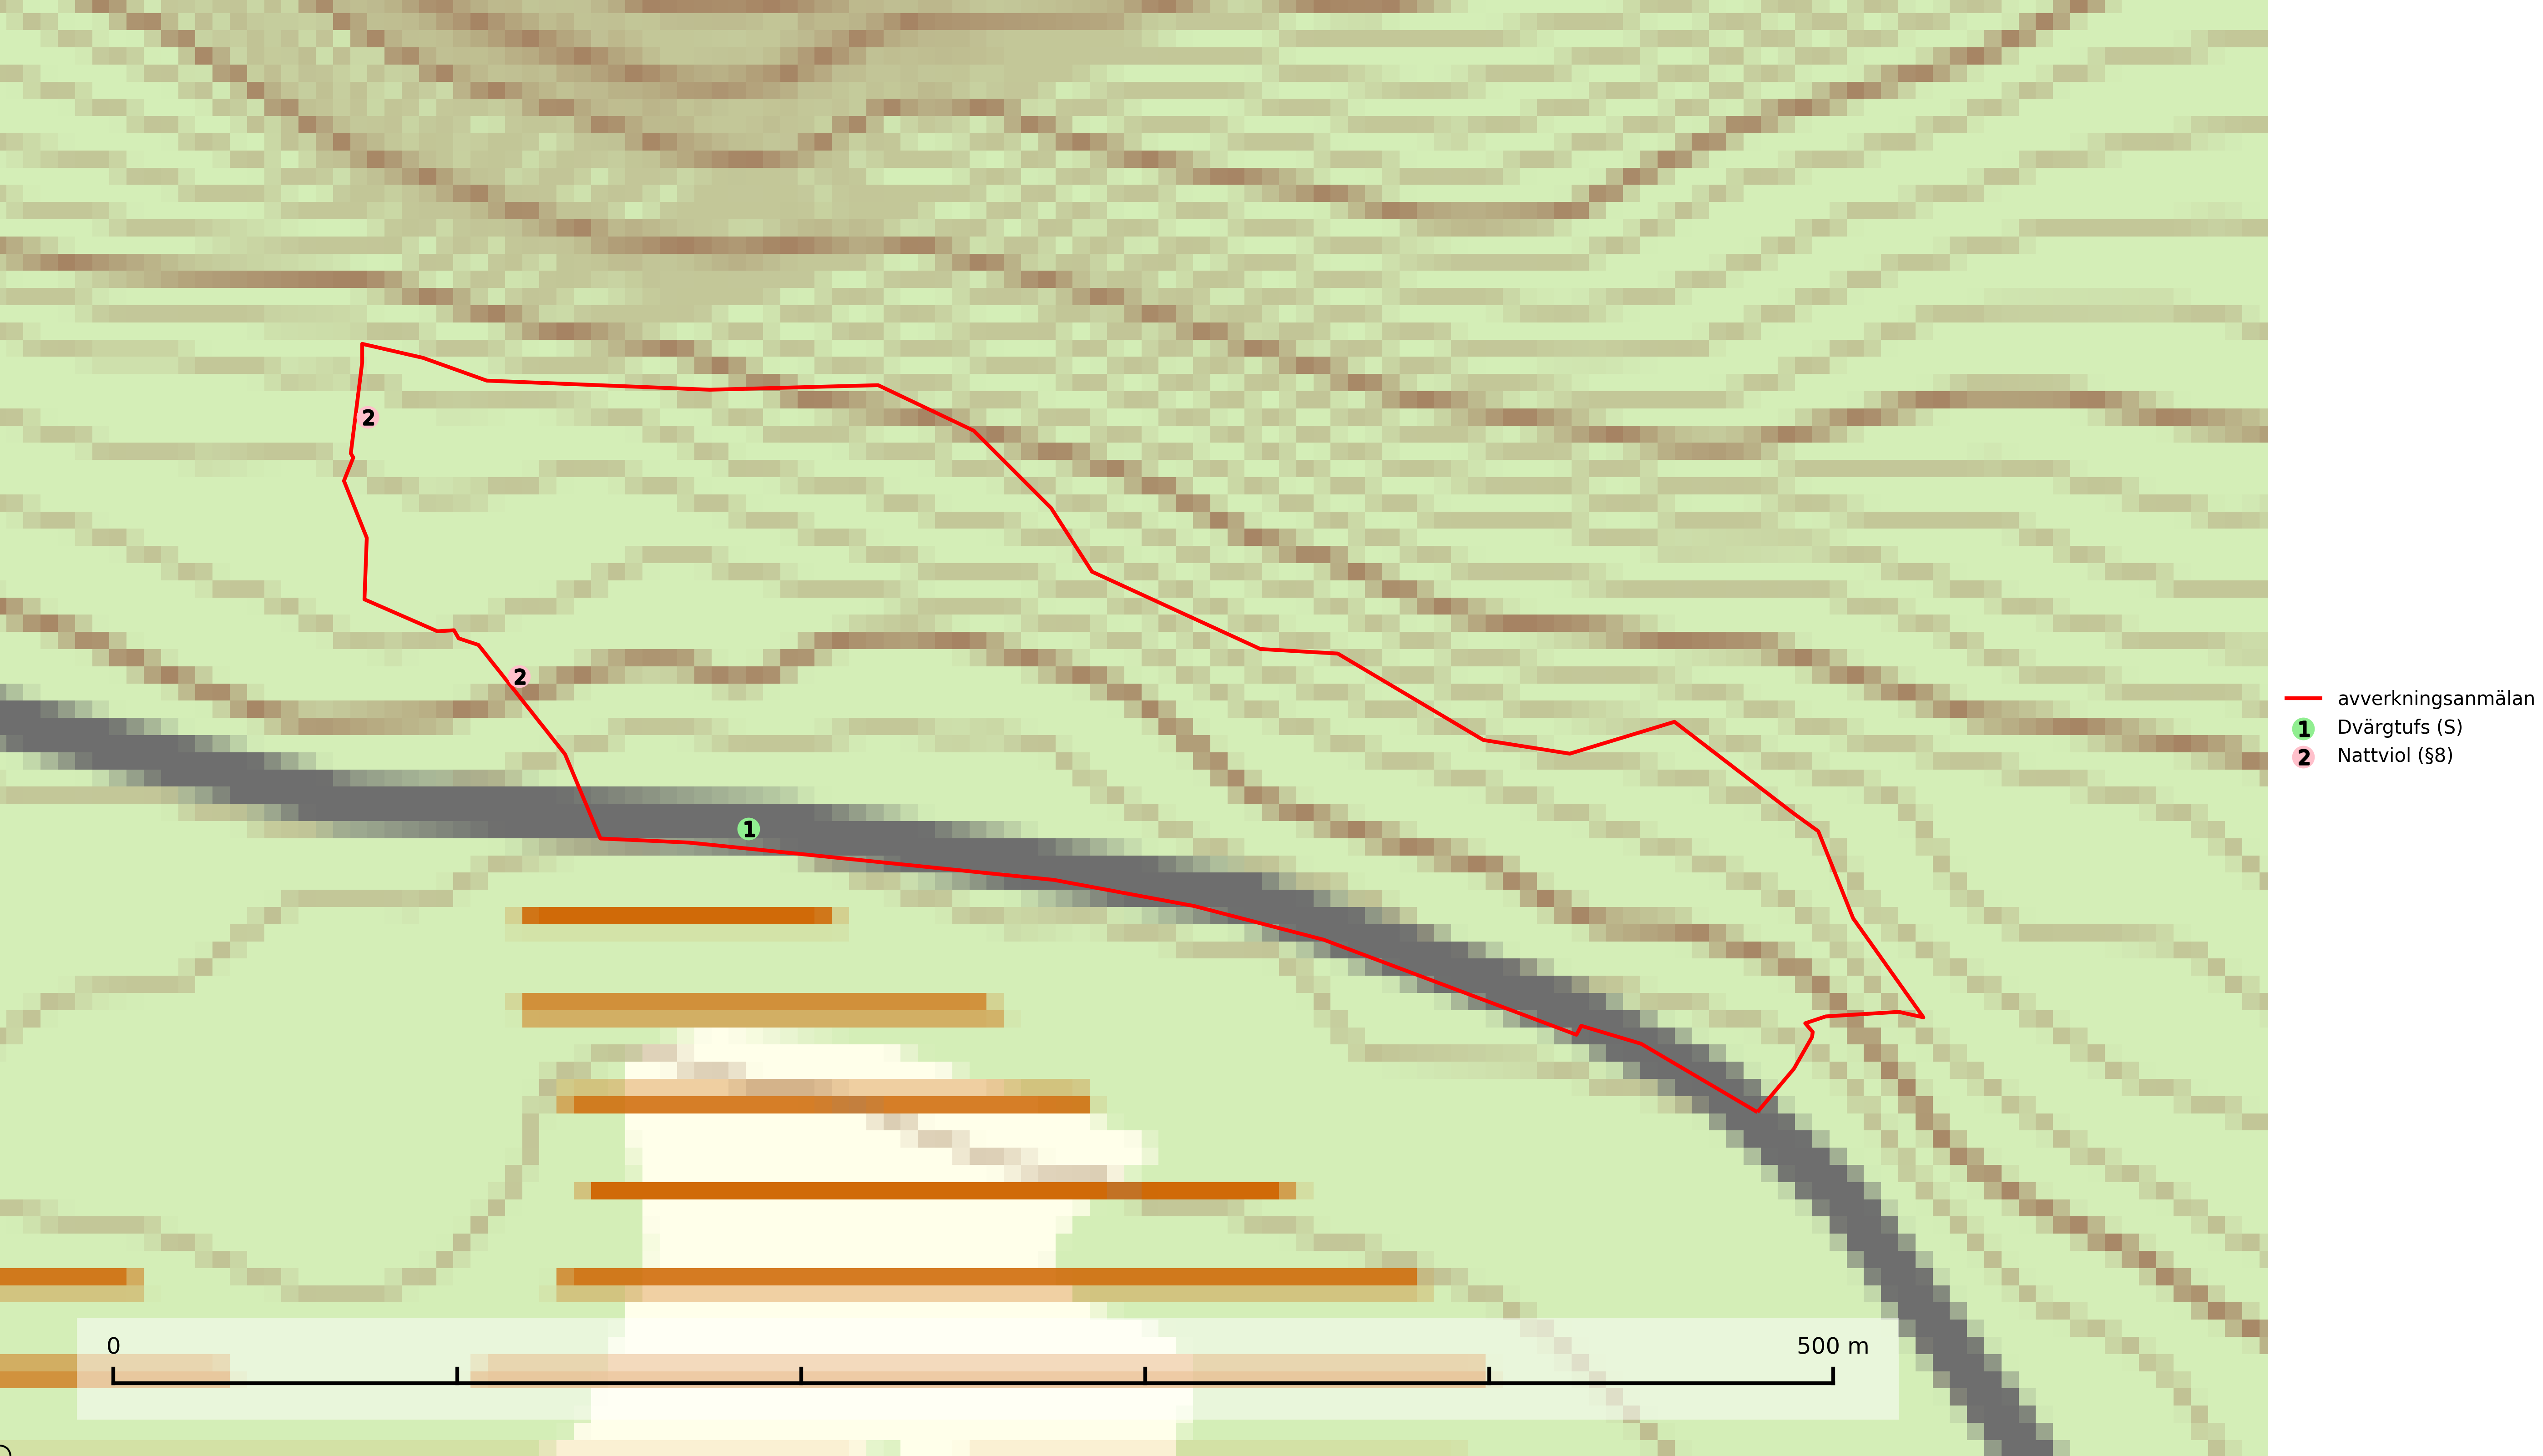 2
2
1
avverkningsanmälan
1 Dvärgtufs (S)
2 Nattviol (§8)
0 500 m